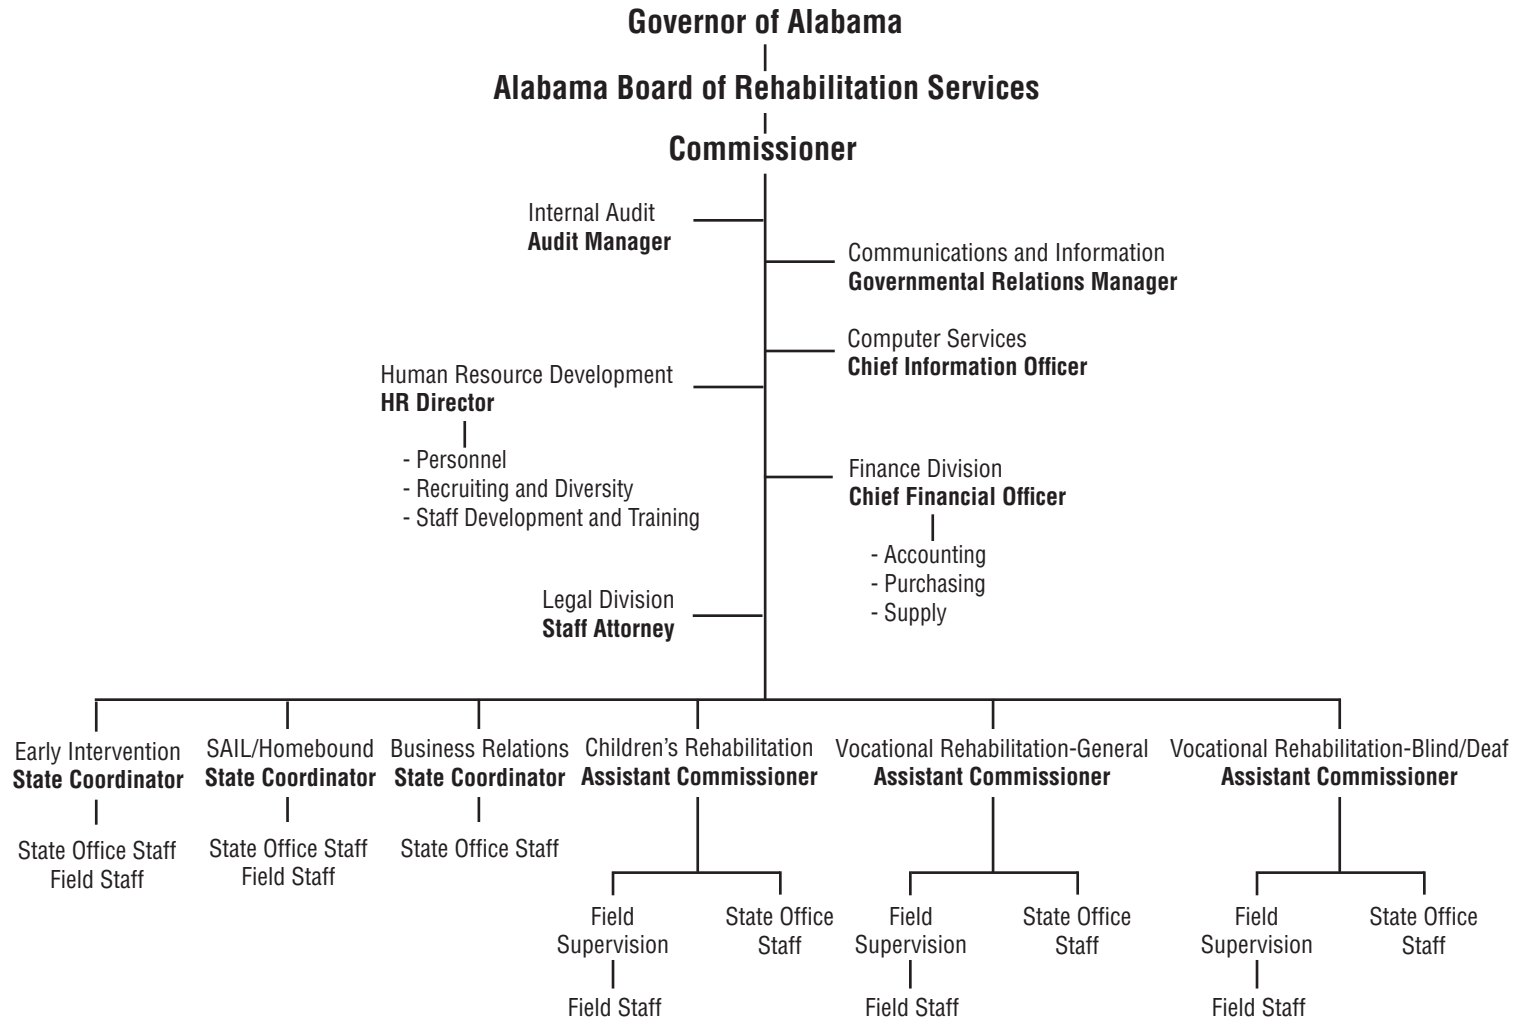 Governor of Alabama
Alabama Board of Rehabilitation Services
Commissioner
Internal Audit
Audit Manager
Communications and Information
Governmental Relations Manager
Computer Services
Chief Information Officer
Human Resource Development
HR Director
- Personnel
- Recruiting and Diversity
- Staff Development and Training
Finance Division
Chief Financial Officer
- Accounting
- Purchasing
- Supply
Legal Division
Staff Attorney
Early Intervention
State Coordinator
State Office Staff
Field Staff
SAIL/Homebound
State Coordinator
State Office Staff
Field Staff
Business Relations
State Coordinator
State Office Staff
Children’s Rehabilitation
Assistant Commissioner
Field
Supervision
Field Staff
State Office
Staff
Vocational Rehabilitation-General
Assistant Commissioner
Field
Supervision
Field Staff
State Office
Staff
Vocational Rehabilitation-Blind/Deaf
Assistant Commissioner
Field
Supervision
Field Staff
State Office
Staff